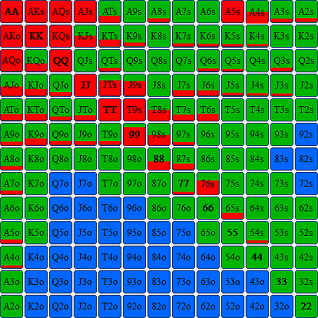 AA AKs AQs AJs ATs A9s A8s A7s A6s A5s A4s A3s A2s
AKo KK KQs KJs KTs K9s K8s K7s K6s K5s K4s K3s K2s
AQo KQo QQ QJs QTs Q9s Q8s Q7s Q6s Q5s Q4s Q3s Q2s
AJo KJo QJo JJ JTs J9s J8s J7s J6s J5s J4s J3s J2s
ATo KTo QTo JTo TT T9s T8s T7s T6s T5s T4s T3s T2s
A9o K9o Q9o J9o T9o 99 98s 97s 96s 95s 94s 93s 92s
A8o K8o Q8o J8o T8o 98o 88 87s 86s 85s 84s 83s 82s
A7o K7o Q7o J7o T7o 97o 87o 77 76s 75s 74s 73s 72s
A6o K6o Q6o J6o T6o 96o 86o 76o 66 65s 64s 63s 62s
A5o K5o Q5o J5o T5o 95o 85o 75o 65o 55 54s 53s 52s
A4o K4o Q4o J4o T4o 94o 84o 74o 64o 54o 44 43s 42s
A3o K3o Q3o J3o T3o 93o 83o 73o 63o 53o 43o 33 32s
A2o K2o Q2o J2o T2o 92o 82o 72o 62o 52o 42o 32o 22